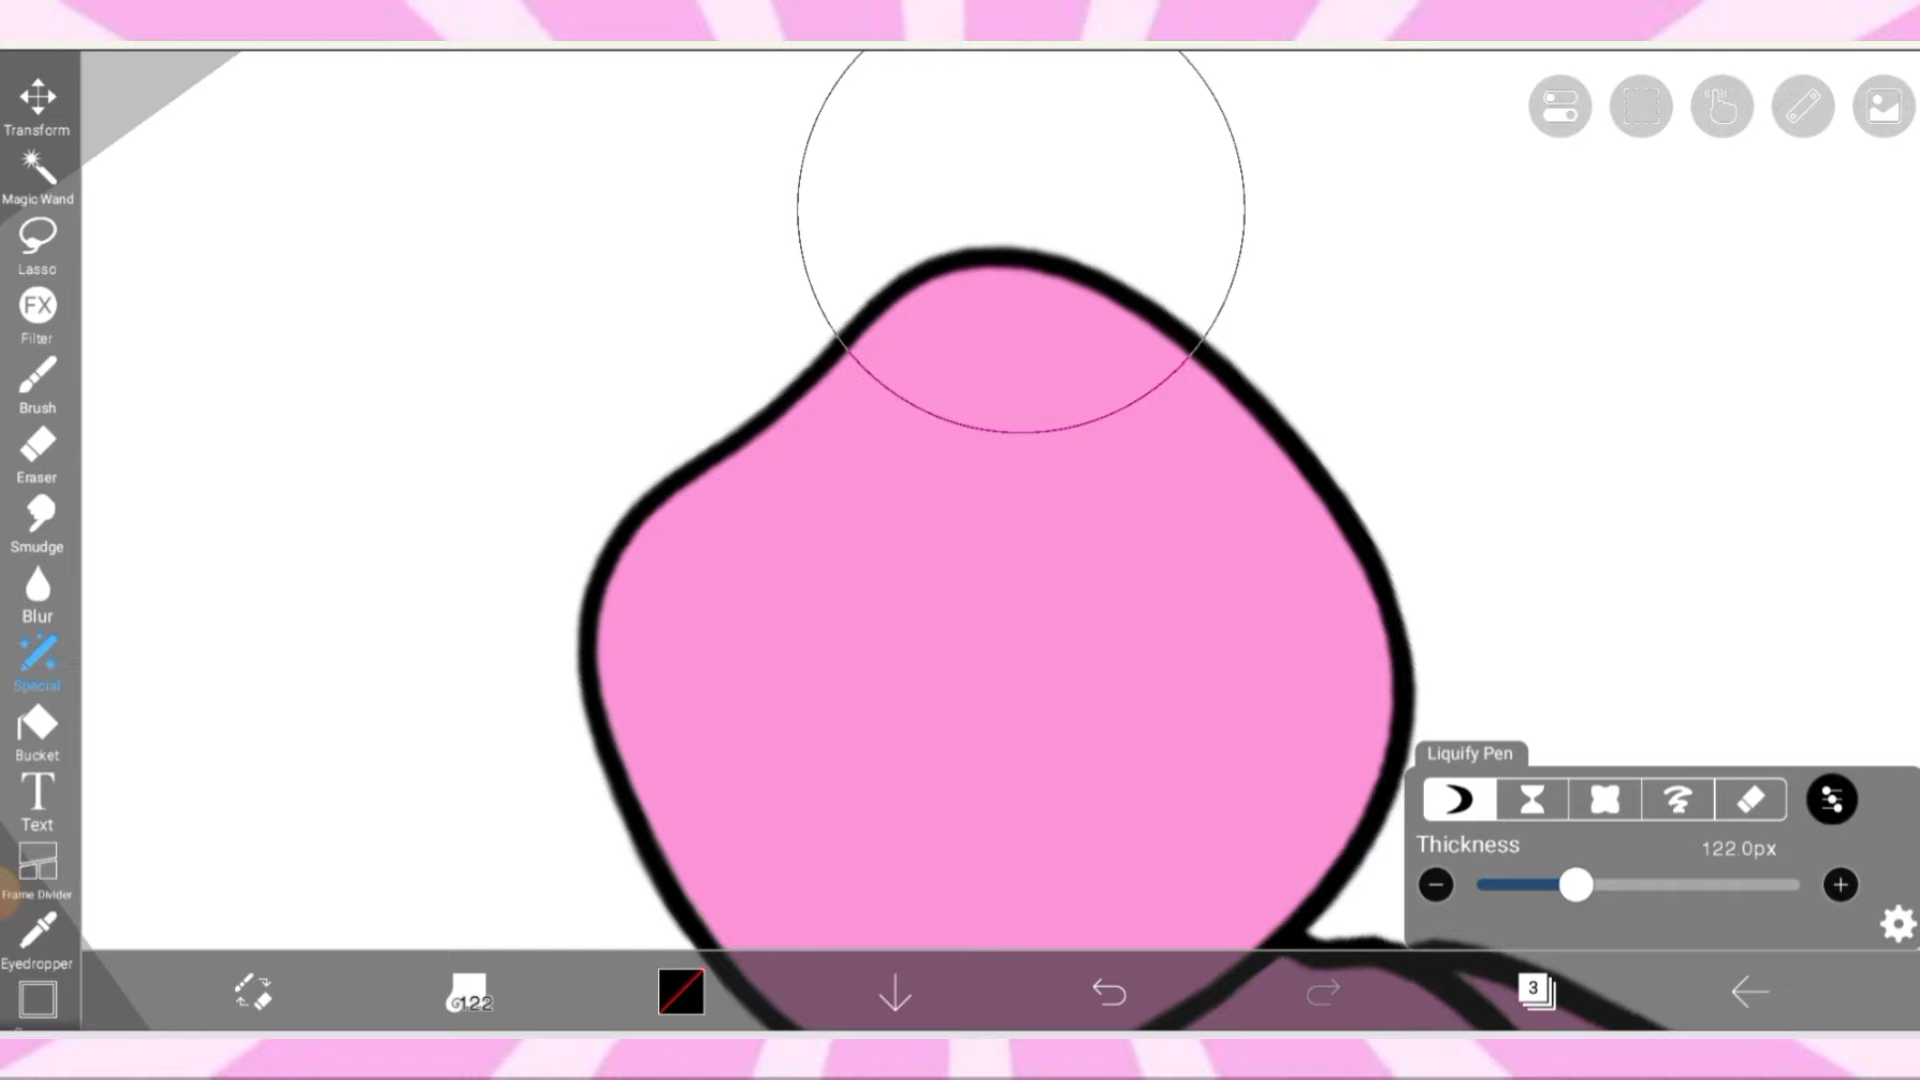 Transform
Magic Wand
Lasso
FX
Filter
Brush
Eraser
Smudge
Blur
Special
Bucket
T
Text
Frame Divider
Eyedropper
Liquify Pen
Thickness
122.0px
122
3